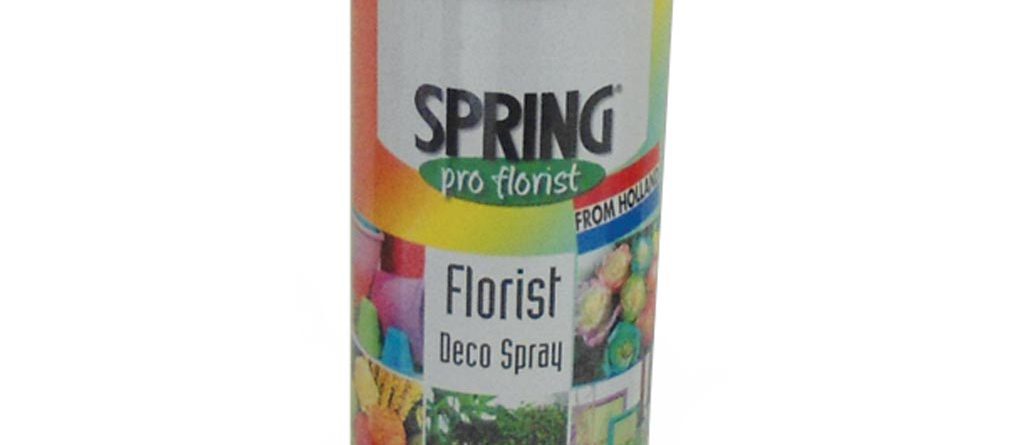 SPRING®
pro florist
FROM HOLLAND
Florist
Deco Spray